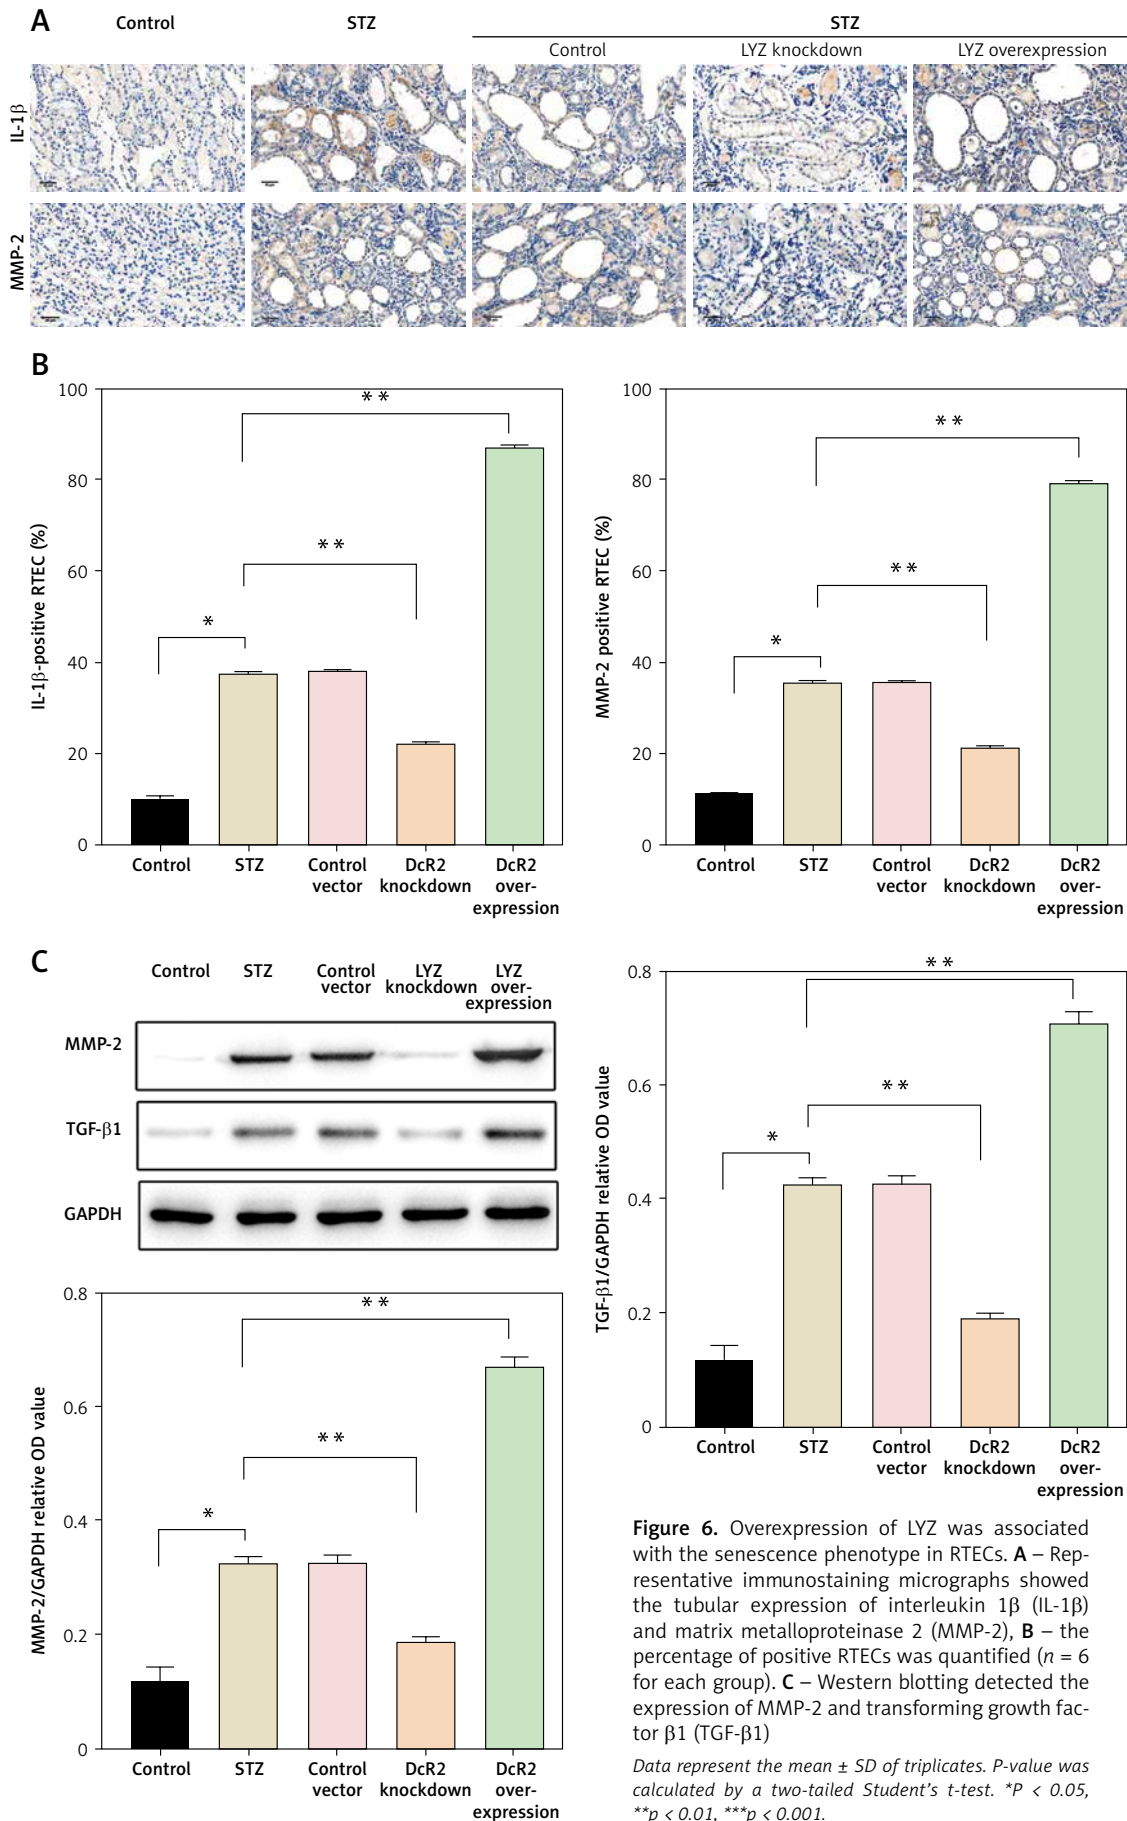 A
Control
STZ
STZ
Control
LYZ knockdown
LYZ overexpression
IL-1β
MMP-2
B
100
80
60
40
20
0
IL-1β-positive RTEC (%)
*
**
**
Control
STZ
Control vector
DcR2 knockdown
DcR2 over-expression
100
80
60
40
20
0
MMP-2 positive RTEC (%)
*
**
**
Control
STZ
Control vector
DcR2 knockdown
DcR2 over-expression
C
Control
STZ
Control vector
LYZ knockdown
LYZ over-expression
MMP-2
TGF-β1
GAPDH
0.8
0.6
0.4
0.2
0
MMP-2/GAPDH relative OD value
*
**
**
Control
STZ
Control vector
DcR2 knockdown
DcR2 over-expression
0.8
0.6
0.4
0.2
0
TGF-β1/GAPDH relative OD value
*
**
**
Control
STZ
Control vector
DcR2 knockdown
DcR2 over-expression
Figure 6. Overexpression of LYZ was associated
with the senescence phenotype in RTECs. A – Rep-
resentative immunostaining micrographs showed
the tubular expression of interleukin 1β (IL-1β)
and matrix metalloproteinase 2 (MMP-2), B – the
percentage of positive RTECs was quantified (n = 6
for each group). C – Western blotting detected the
expression of MMP-2 and transforming growth fac-
tor β1 (TGF-β1)
Data represent the mean ± SD of triplicates. P-value was
calculated by a two-tailed Student's t-test. *P < 0.05,
**p < 0.01, ***p < 0.001.